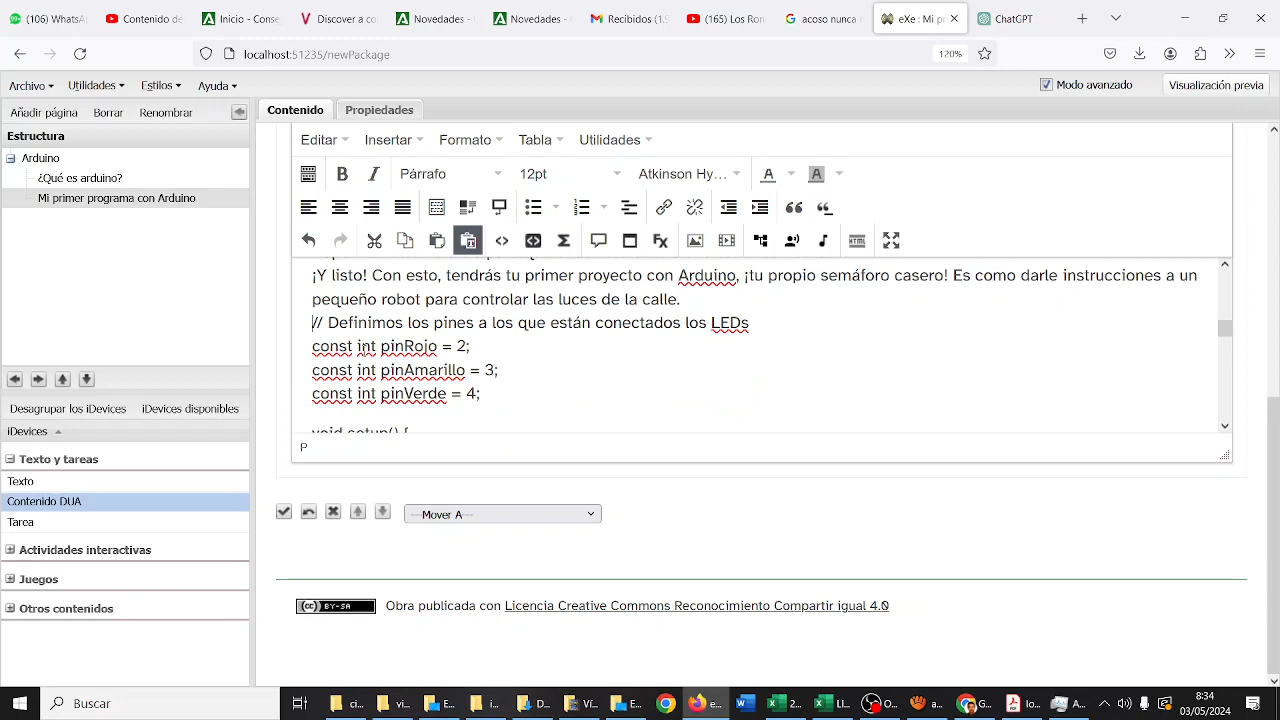 WhatsA
Contenido de
Inicio - Conse
Discover a co
Novedades -
Novedades -
Recibidos (1.9
(165) Los Ron
acoso nunca
eXe : Mi pr
ChatGPT
localhost:51235/newPackage
120%
Archivo
Utilidades
Estilos
Ayuda
Modo avanzado
Visualización previa
Añadir página
Borrar
Renombrar
Contenido
Propiedades
Estructura
Arduino
¿Qué es arduino?
Mi primer programa con Arduino
Editar
Insertar
Formato
Tabla
Utilidades
Párrafo
12pt
Atkinson Hy...
¡Y listo! Con esto, tendrás tu primer proyecto con Arduino, ¡tu propio semáforo casero! Es como darle instrucciones a un
pequeño robot para controlar las luces de la calle.
// Definimos los pines a los que están conectados los LEDs
const int pinRojo = 2;
const int pinAmarillo = 3;
const int pinVerde = 4;
void setup() {
P
Desagrupar los iDevices
iDevices disponibles
iDevices
Texto y tareas
Texto
Contenido DUA
Tarea
Actividades interactivas
Juegos
Otros contenidos
---Mover A---
(cc) BY-SA
Obra publicada con Licencia Creative Commons Reconocimiento Compartir igual 4.0
Buscar
8:34
03/05/2024